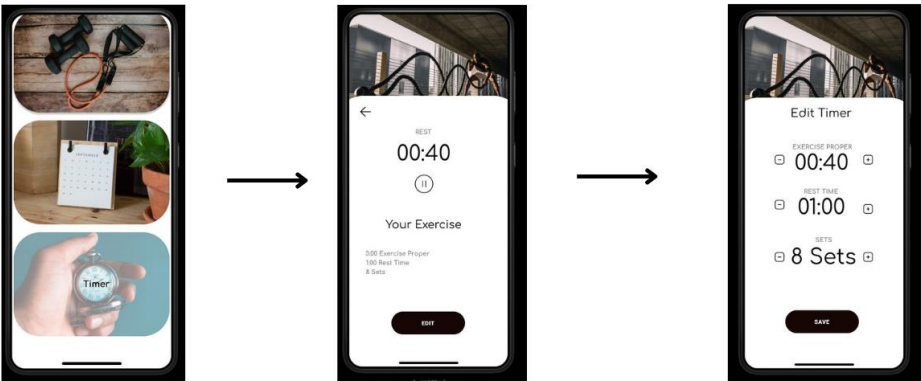 Timer
REST
00:40
Your Exercise
0:00 Exercise Proper
1:00 Rest Time
8 Sets
EDIT
Edit Timer
EXERCISE PROPER
00:40
REST TIME
01:00
SETS
8 Sets
SAVE